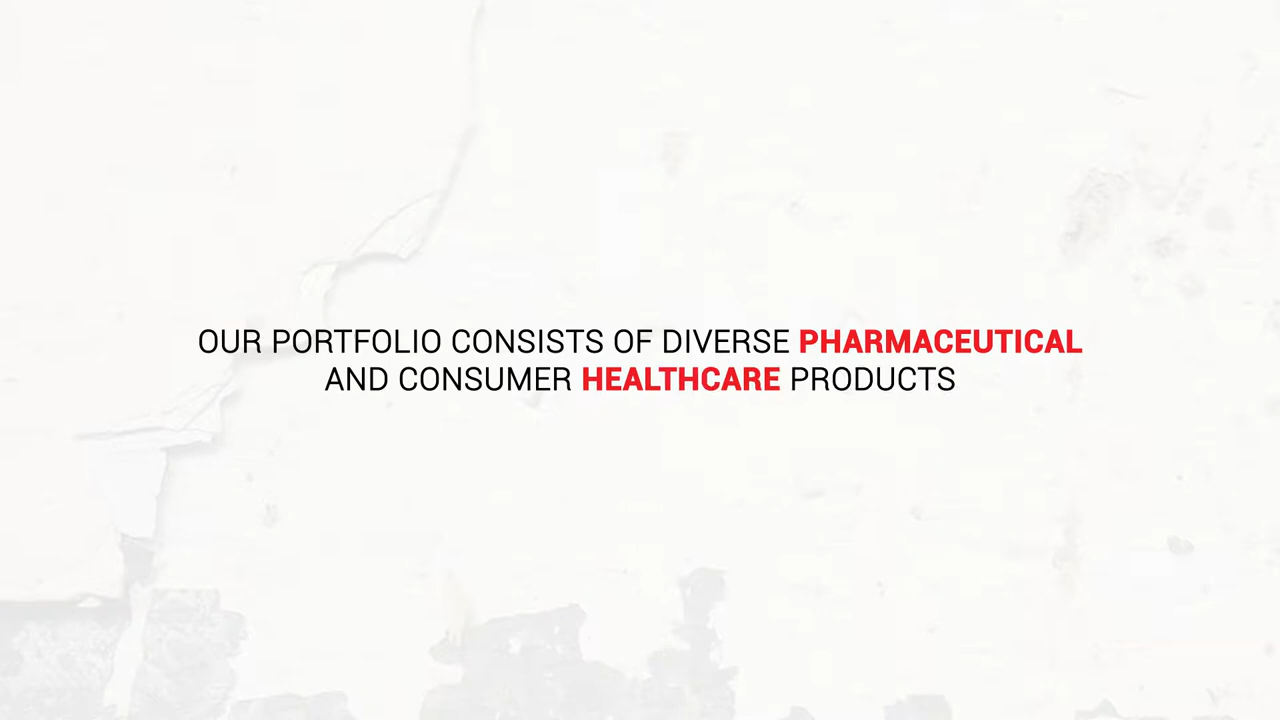 OUR PORTFOLIO CONSISTS OF DIVERSE PHARMACEUTICAL
AND CONSUMER HEALTHCARE PRODUCTS